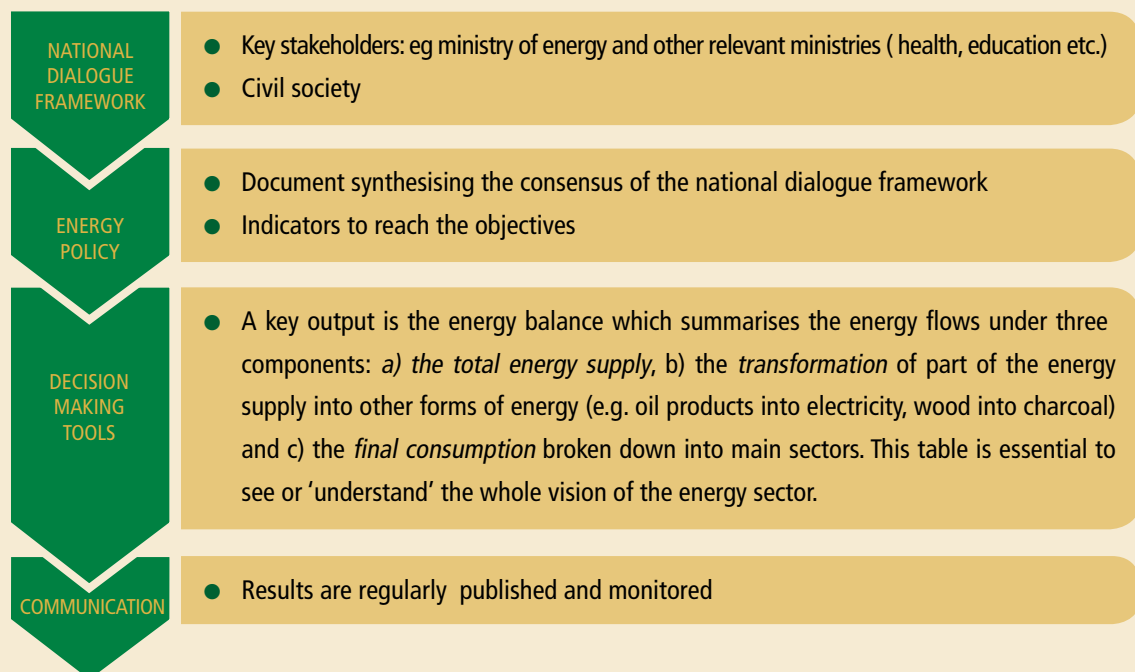 NATIONAL
DIALOGUE
FRAMEWORK
● Key stakeholders: eg ministry of energy and other relevant ministries ( health, education etc.)
● Civil society
ENERGY
POLICY
● Document synthesising the consensus of the national dialogue framework
● Indicators to reach the objectives
DECISION
MAKING
TOOLS
● A key output is the energy balance which summarises the energy flows under three
components: a) the total energy supply, b) the transformation of part of the energy
supply into other forms of energy (e.g. oil products into electricity, wood into charcoal)
and c) the final consumption broken down into main sectors. This table is essential to
see or ‘understand’ the whole vision of the energy sector.
COMMUNICATION
● Results are regularly published and monitored